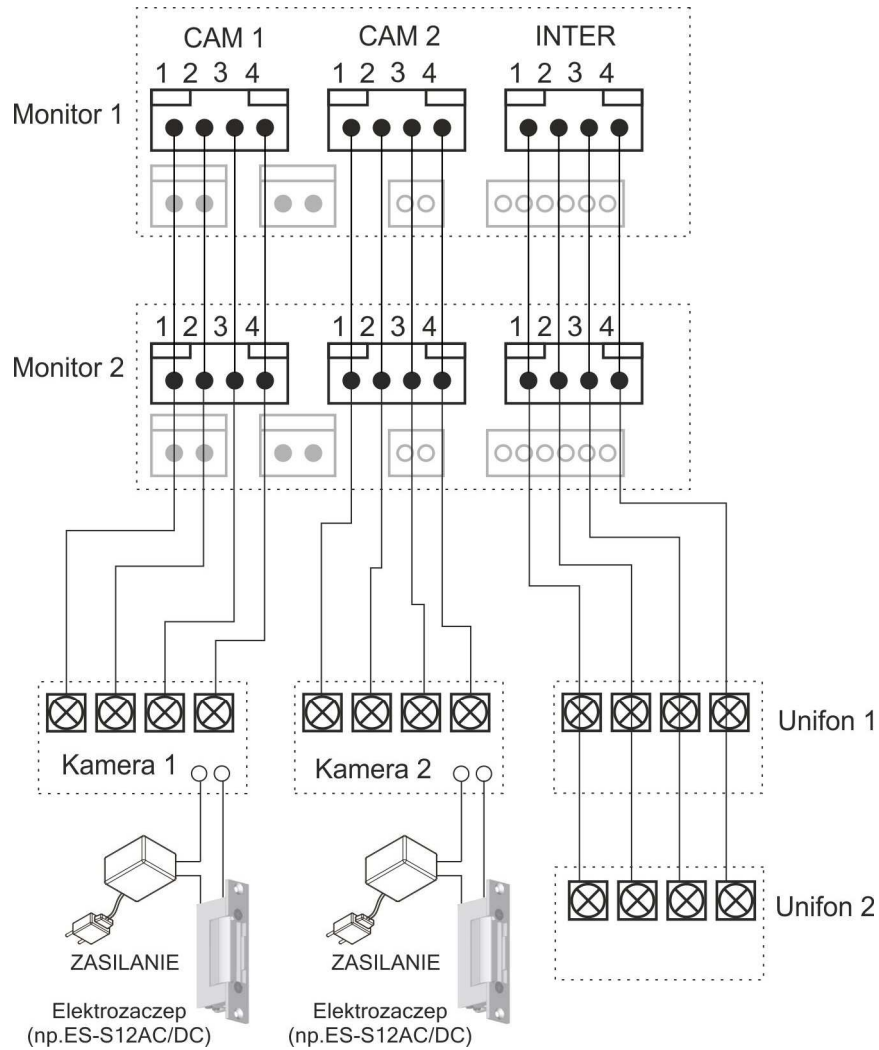 CAM 1 CAM 2 INTER
1 2 3 4 1 2 3 4 1 2 3 4
Monitor 1
1 2 3 4 1 2 3 4 1 2 3 4
Monitor 2
Unifon 1
Kamera 1 Kamera 2
Unifon 2
ZASILANIE ZASILANIE
Elektrozaczep Elektrozaczep
(np.ES-S12AC/DC) (np.ES-S12AC/DC)